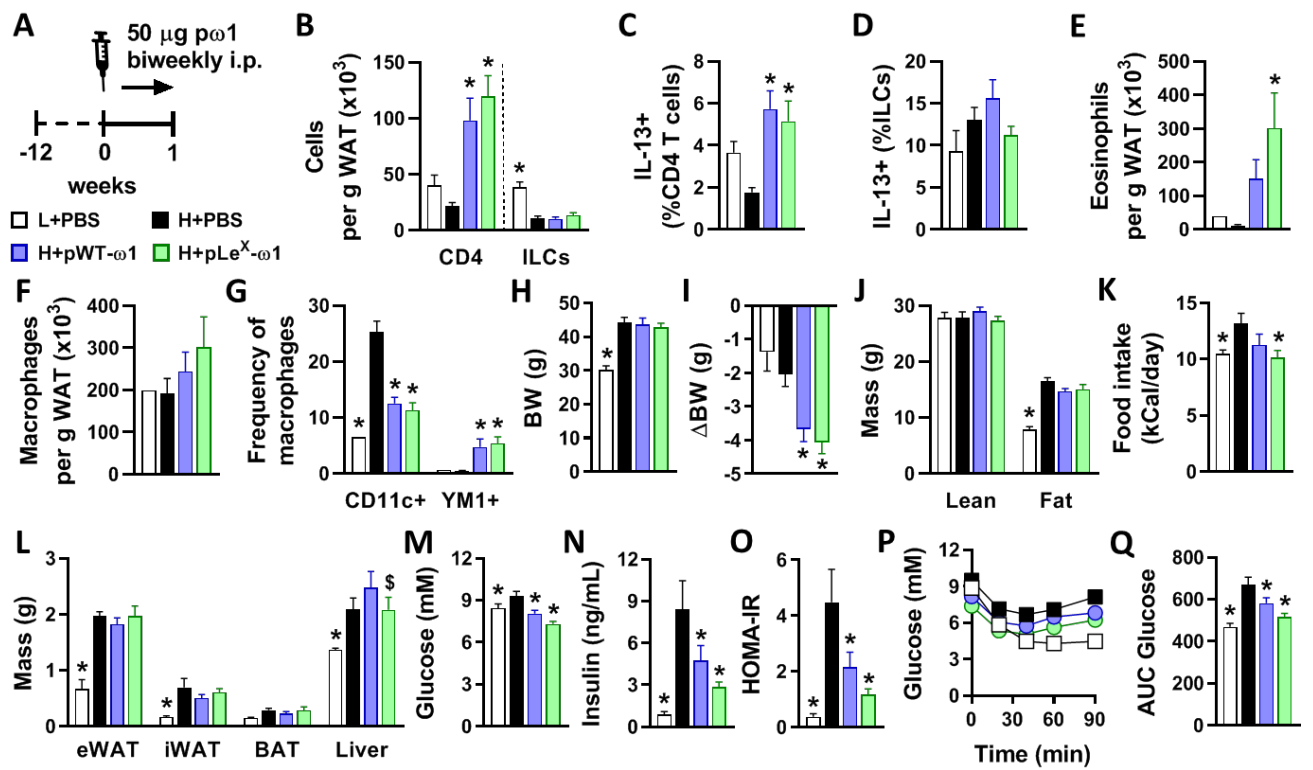 A
50 μg pω1
biweekly i.p.
-12
0
1
weeks
L+PBS
H+PBS
H+pWT-ω1
H+pLeX-ω1
B
Cells
per g WAT (x10³)
150
100
50
0
*
*
*
CD4
ILCs
C
IL-13+
(%CD4 T cells)
8
6
4
2
0
*
*
D
IL-13+ (%ILCs)
20
15
10
5
0
E
Eosinophils
per g WAT (x10³)
500
400
300
200
100
0
*
F
Macrophages
per g WAT (x10³)
400
300
200
100
0
G
Frequency of
macrophages
30
20
10
0
*
*
*
*
*
CD11c+
YM1+
H
BW (g)
50
40
30
20
10
0
*
I
ΔBW (g)
0
-1
-2
-3
-4
-5
*
*
J
Mass (g)
30
20
10
0
*
Lean
Fat
K
Food intake
(kCal/day)
15
10
5
0
*
*
L
Mass (g)
3
2
1
0
*
*
*
$
eWAT
iWAT
BAT
Liver
M
Glucose (mM)
12
9
6
3
0
*
*
*
N
Insulin (ng/mL)
12
9
6
3
0
*
*
*
O
HOMA-IR
6
4
2
0
*
*
*
P
Glucose (mM)
12
9
6
3
0
0
30
60
90
Time (min)
Q
AUC Glucose
800
600
400
200
0
*
*
*